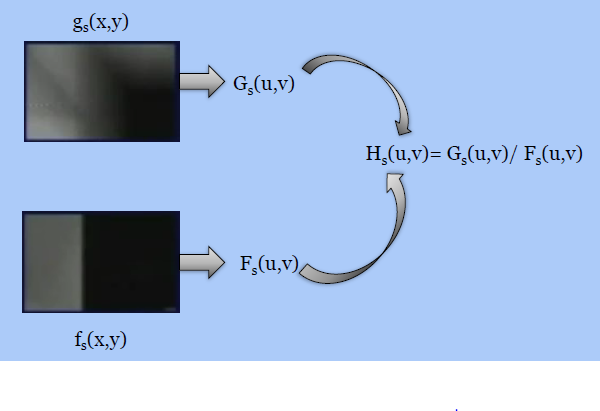 gₛ(x,y)
Gₛ(u,v)
Hₛ(u,v)= Gₛ(u,v)/ Fₛ(u,v)
Fₛ(u,v)
fₛ(x,y)